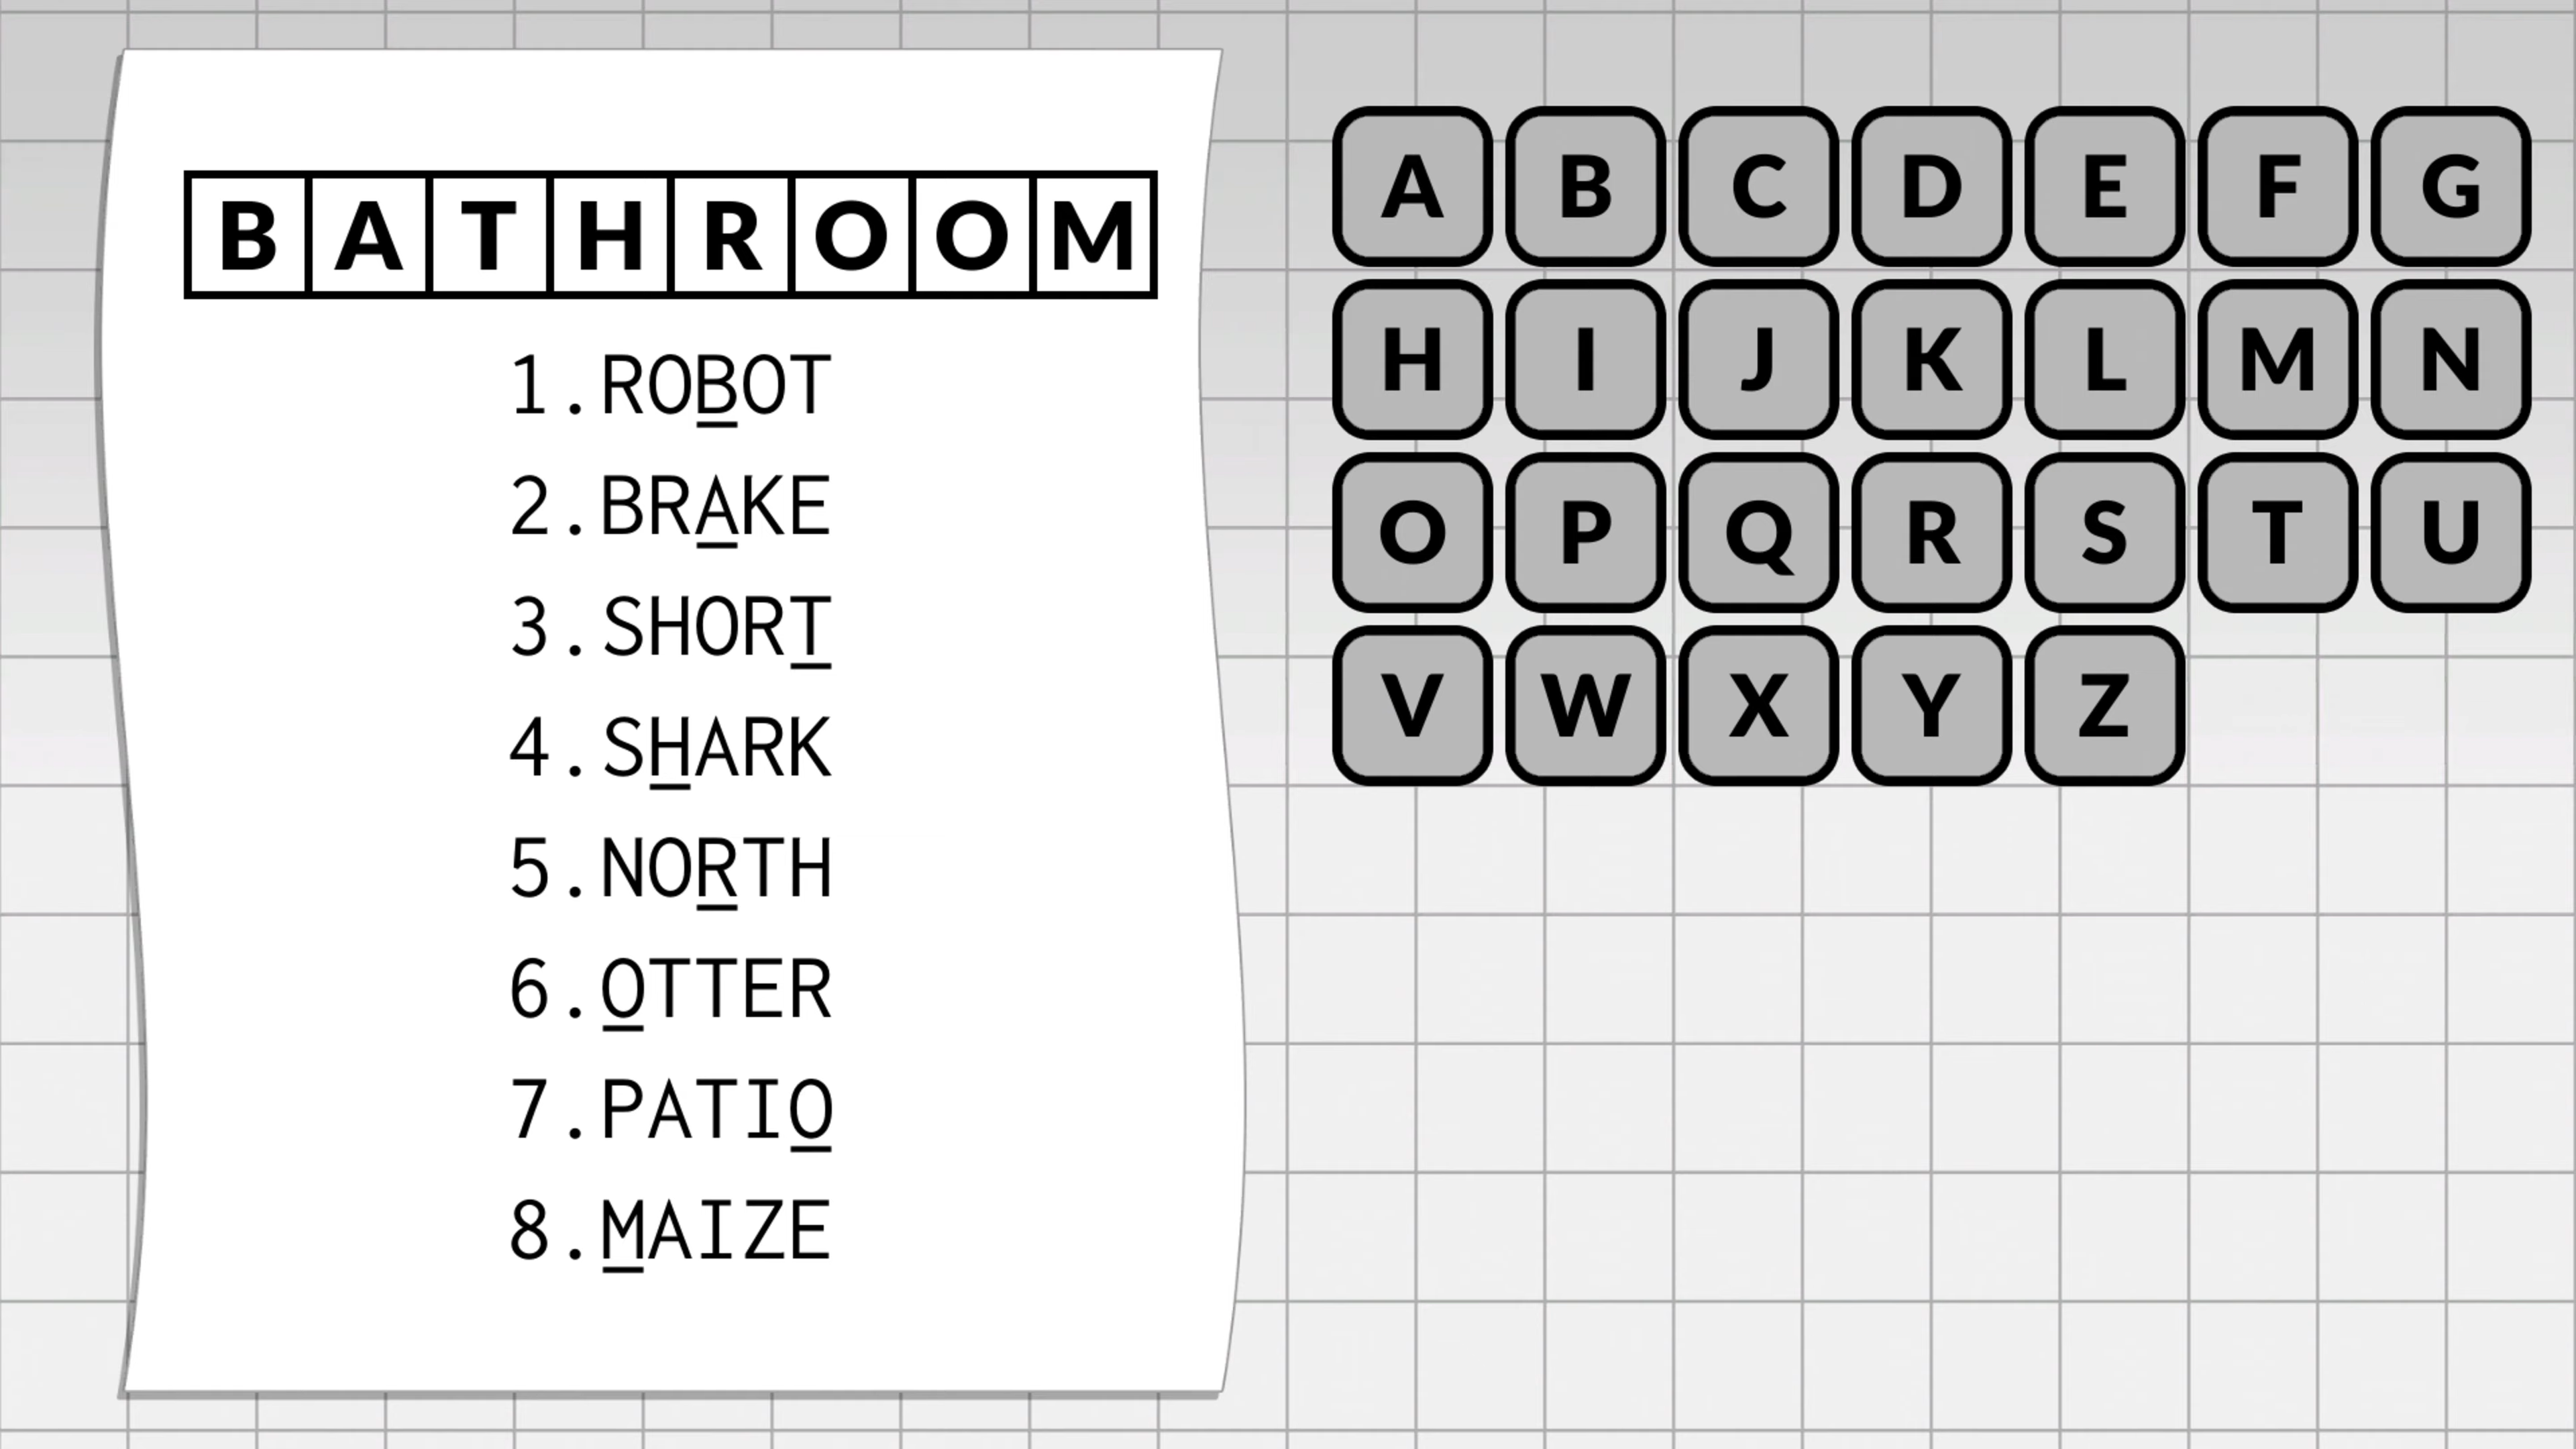 BATHROOM
1.ROBOT
2.BRAKE
3.SHORT
4.SHARK
5.NORTH
6.OTTER
7.PATIO
8.MAIZE
A B C D E F G
H I J K L M N
O P Q R S T U
V W X Y Z